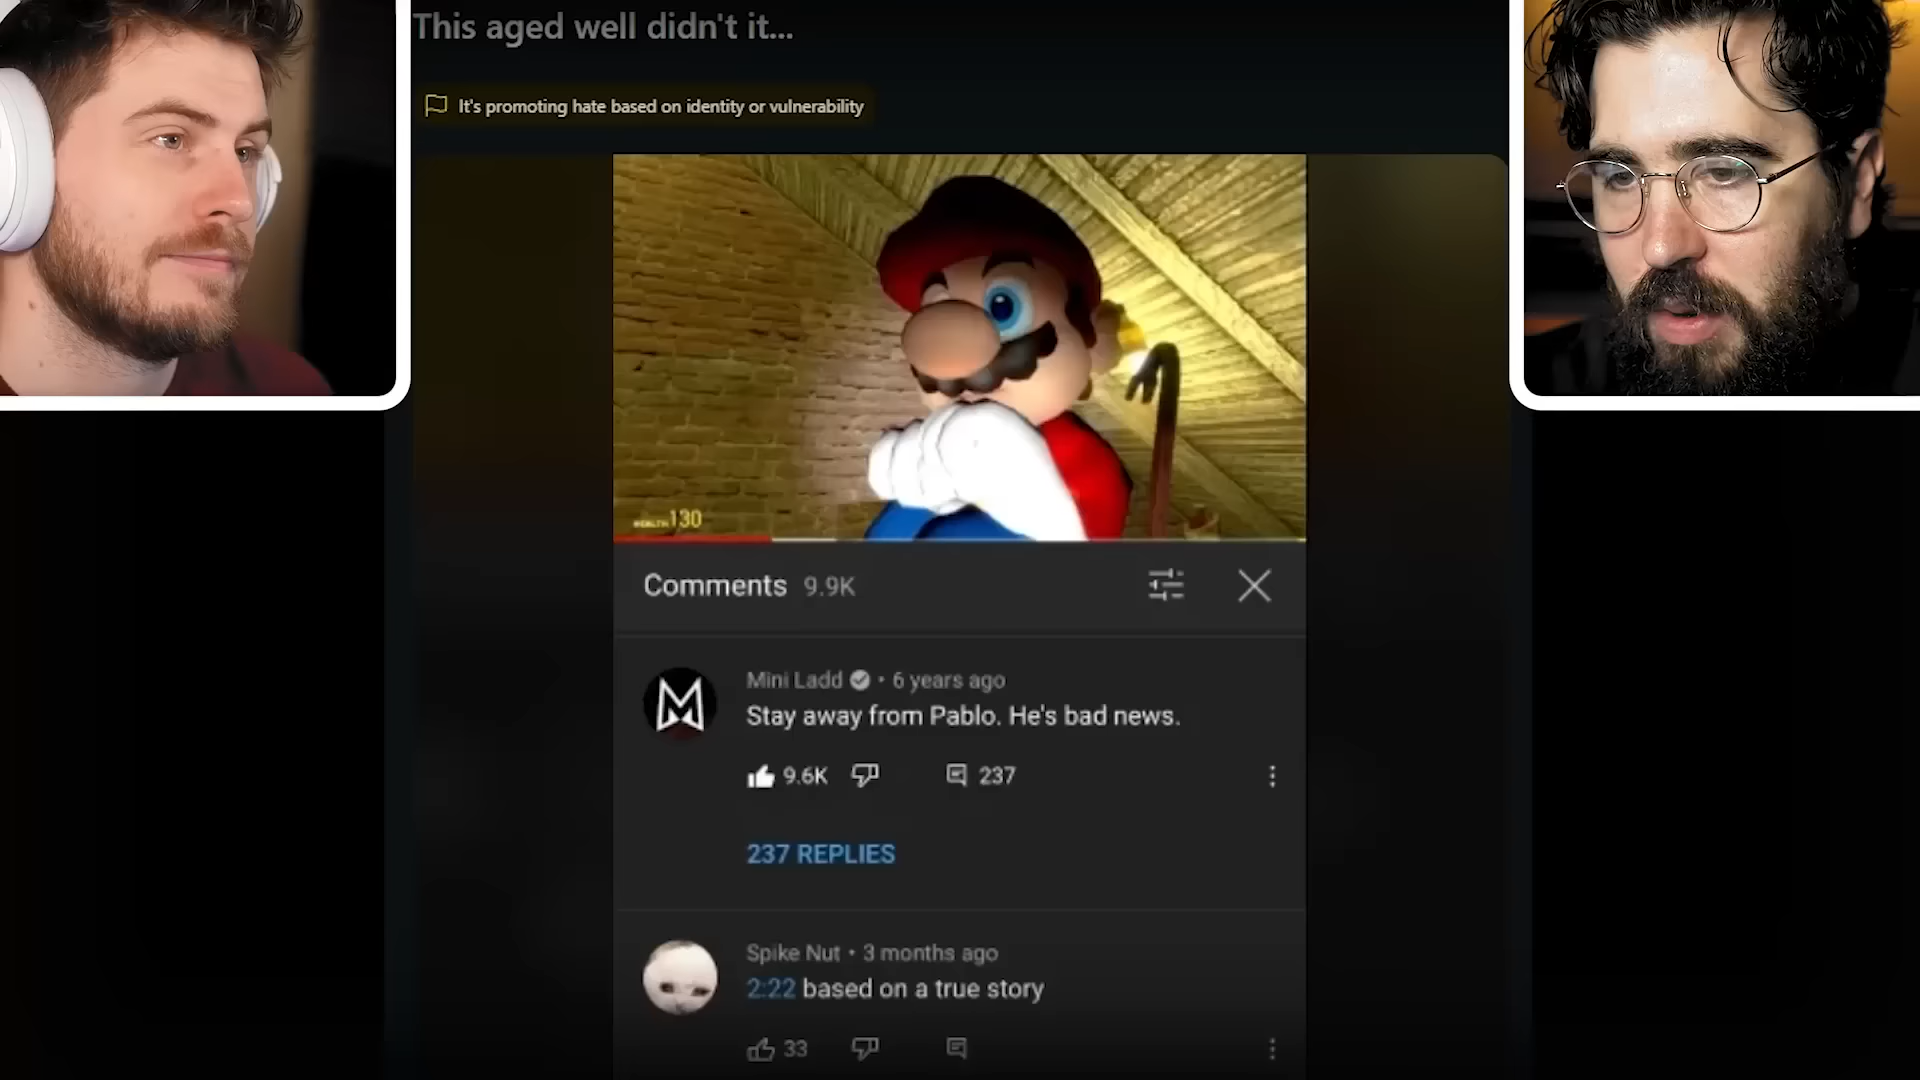 This aged well didn't it...
It's promoting hate based on identity or vulnerability
HEALTH 130
Comments 9.9K
Mini Ladd • 6 years ago
Stay away from Pablo. He's bad news.
9.6K 237
237 REPLIES
Spike Nut • 3 months ago
2:22 based on a true story
33